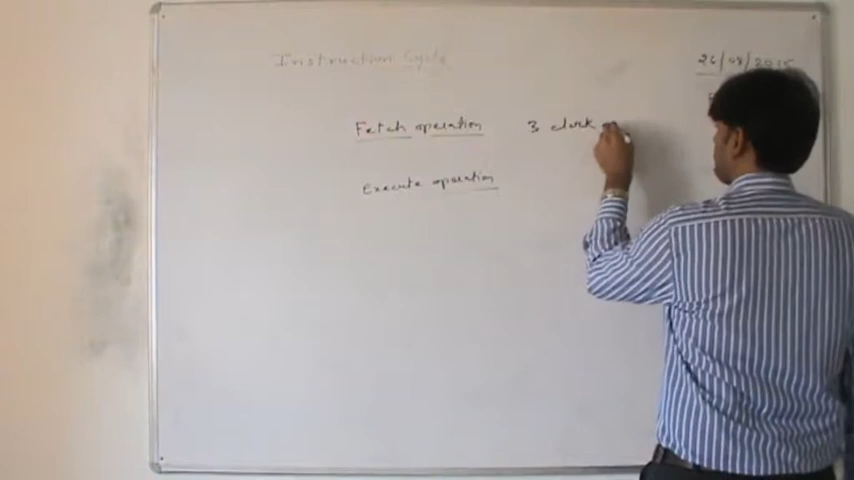 Instruction Cycle
26/08/2015
Fetch operation 3 clock
Execute operation